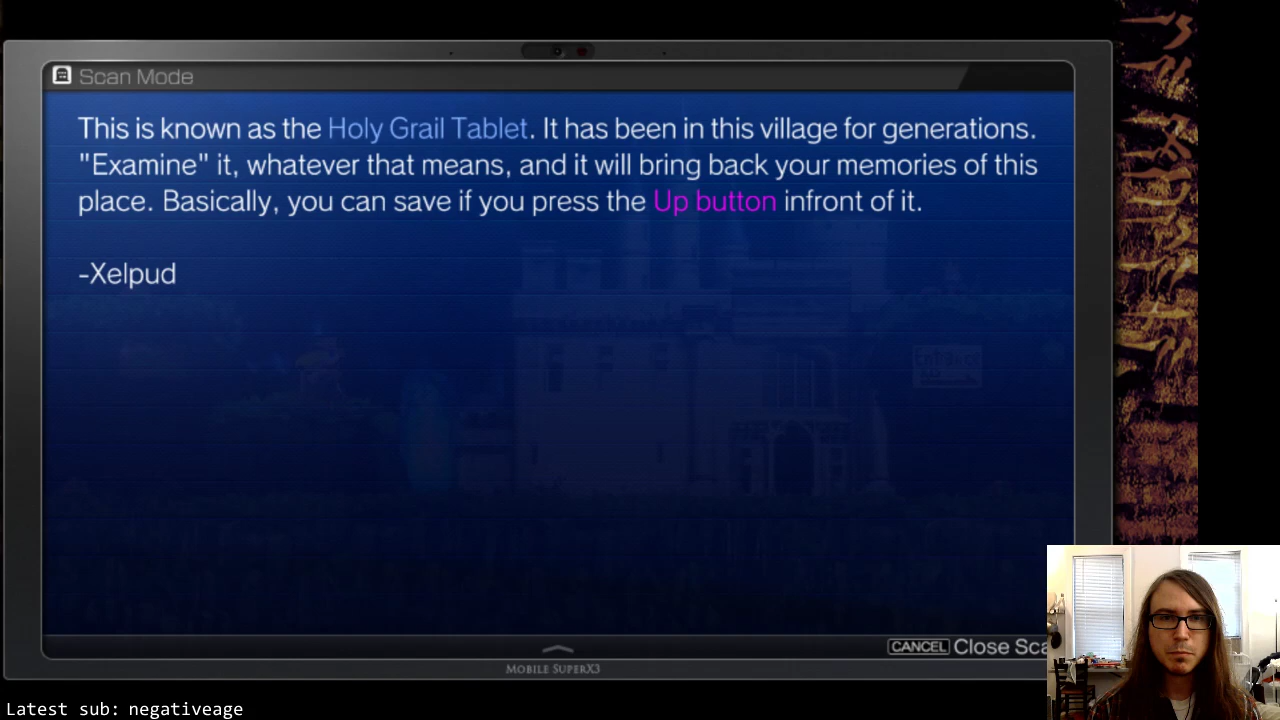 Scan Mode
This is known as the Holy Grail Tablet. It has been in this village for generations.
"Examine" it, whatever that means, and it will bring back your memories of this
place. Basically, you can save if you press the Up button infront of it.
-Xelpud
CANCEL Close Sca
MOBILE SUPERX3
Latest sub: negativeage